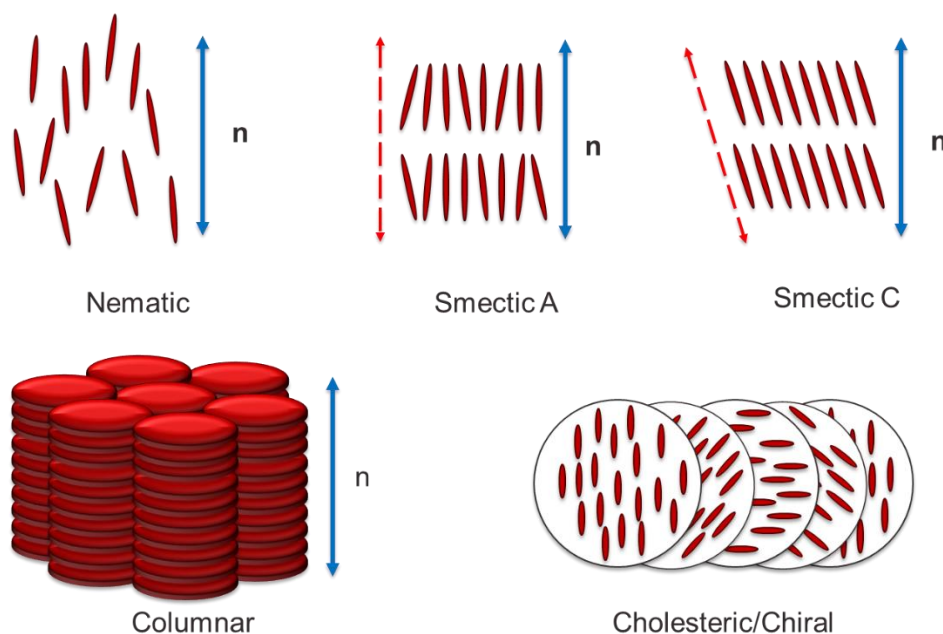 n
n
n
Nematic
Smectic A
Smectic C
n
Columnar
Cholesteric/Chiral